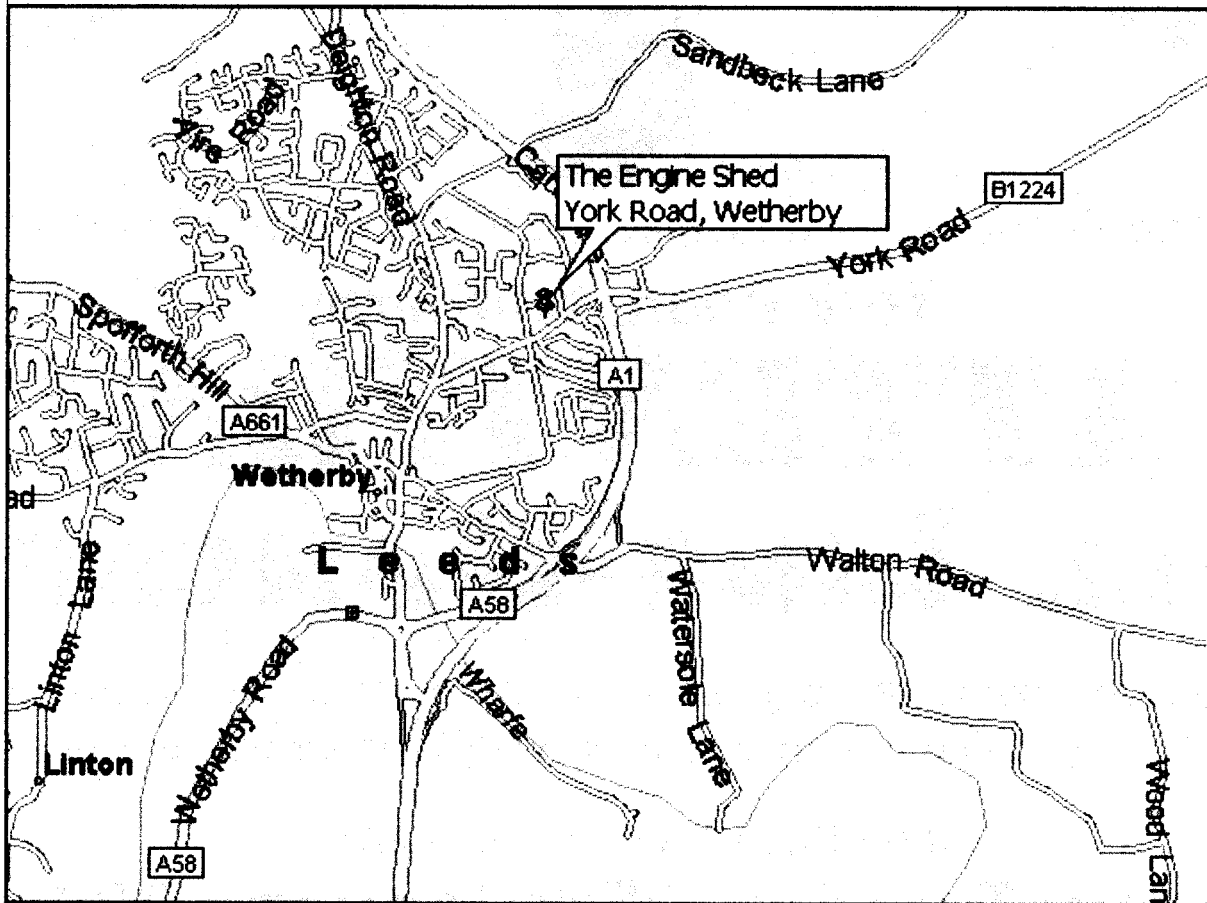 Sandbeck Lane
Deighton Road
Aire Road
The Engine Shed
York Road, Wetherby
B1224
York Road
Spofforth Hill
A1
A661
Wetherby
ad
Leeds
Walton Road
A58
Linton Lane
Watersole Lane
Wetherby Road
Wharfe
Linton
Wood Lan
A58